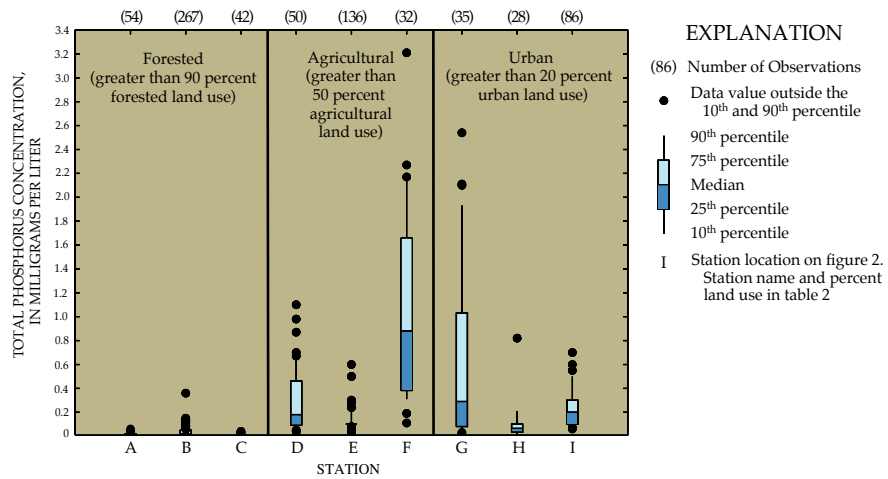 (54) (267) (42) (50) (136) (32) (35) (28) (86)
TOTAL PHOSPHORUS CONCENTRATION,
IN MILLIGRAMS PER LITER
3.4
3.2
3.0
2.8
2.6
2.4
2.2
2.0
1.8
1.6
1.4
1.2
1.0
0.8
0.6
0.4
0.2
0
Forested
(greater than 90 percent
forested land use)
Agricultural
(greater than
50 percent
agricultural
land use)
Urban
(greater than 20 percent
urban land use)
A B C D E F G H I
STATION
EXPLANATION
(86) Number of Observations
Data value outside the
10th and 90th percentile
90th percentile
75th percentile
Median
25th percentile
10th percentile
I Station location on figure 2.
Station name and percent
land use in table 2